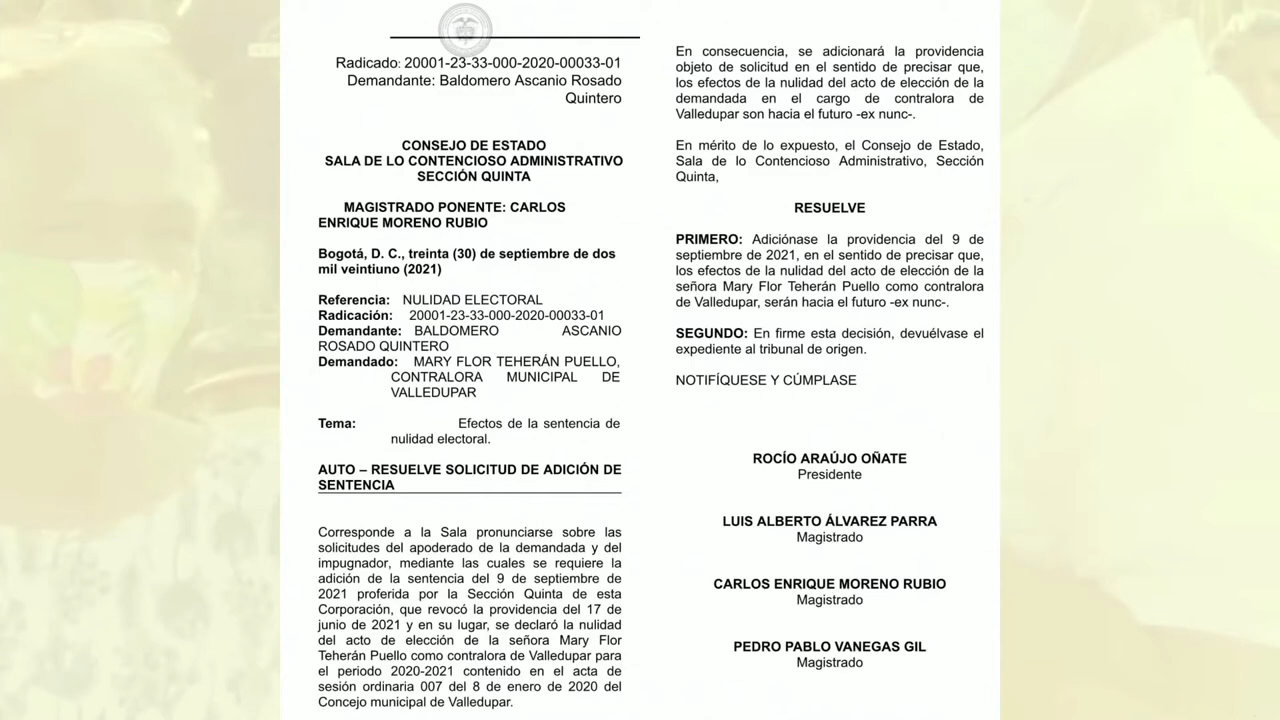 Radicado: 20001-23-33-000-2020-00033-01
Demandante: Baldomero Ascanio Rosado
Quintero
CONSEJO DE ESTADO
SALA DE LO CONTENCIOSO ADMINISTRATIVO
SECCIÓN QUINTA
MAGISTRADO PONENTE: CARLOS
ENRIQUE MORENO RUBIO
Bogotá, D. C., treinta (30) de septiembre de dos
mil veintiuno (2021)
Referencia: NULIDAD ELECTORAL
Radicación: 20001-23-33-000-2020-00033-01
Demandante: BALDOMERO ASCANIO
ROSADO QUINTERO
Demandado: MARY FLOR TEHERÁN PUELLO,
CONTRALORA MUNICIPAL DE
VALLEDUPAR
Tema: Efectos de la sentencia de
nulidad electoral.
AUTO – RESUELVE SOLICITUD DE ADICIÓN DE
SENTENCIA
Corresponde a la Sala pronunciarse sobre las
solicitudes del apoderado de la demandada y del
impugnador, mediante las cuales se requiere la
adición de la sentencia del 9 de septiembre de
2021 proferida por la Sección Quinta de esta
Corporación, que revocó la providencia del 17 de
junio de 2021 y en su lugar, se declaró la nulidad
del acto de elección de la señora Mary Flor
Teherán Puello como contralora de Valledupar para
el periodo 2020-2021 contenido en el acta de
sesión ordinaria 007 del 8 de enero de 2020 del
Concejo municipal de Valledupar.
En consecuencia, se adicionará la providencia
objeto de solicitud en el sentido de precisar que,
los efectos de la nulidad del acto de elección de la
demandada en el cargo de contralora de
Valledupar son hacia el futuro -ex nunc-.
En mérito de lo expuesto, el Consejo de Estado,
Sala de lo Contencioso Administrativo, Sección
Quinta,
RESUELVE
PRIMERO: Adiciónase la providencia del 9 de
septiembre de 2021, en el sentido de precisar que,
los efectos de la nulidad del acto de elección de la
señora Mary Flor Teherán Puello como contralora
de Valledupar, serán hacia el futuro -ex nunc-.
SEGUNDO: En firme esta decisión, devuélvase el
expediente al tribunal de origen.
NOTIFÍQUESE Y CÚMPLASE
ROCÍO ARAÚJO OÑATE
Presidente
LUIS ALBERTO ÁLVAREZ PARRA
Magistrado
CARLOS ENRIQUE MORENO RUBIO
Magistrado
PEDRO PABLO VANEGAS GIL
Magistrado